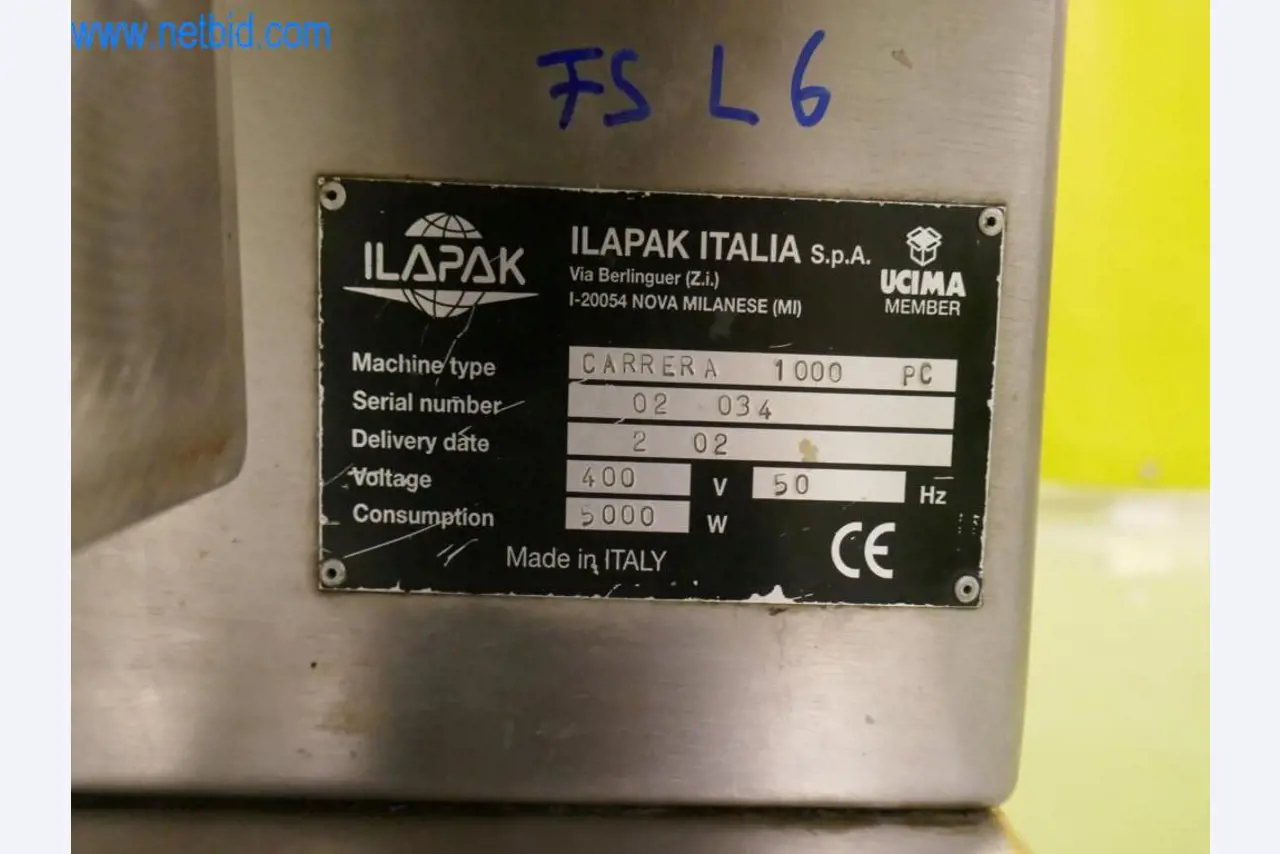 www.netbid.com
FS L 6
ILAPAK
ILAPAK ITALIA S.p.A.
Via Berlinguer (Z.i.)
I-20054 NOVA MILANESE (MI)
UCIMA
MEMBER
Machine type CARRERA 1000 PC
Serial number 02 034
Delivery date 2 02
Voltage 400 V 50 Hz
Consumption 5000 W
Made in ITALY
CE